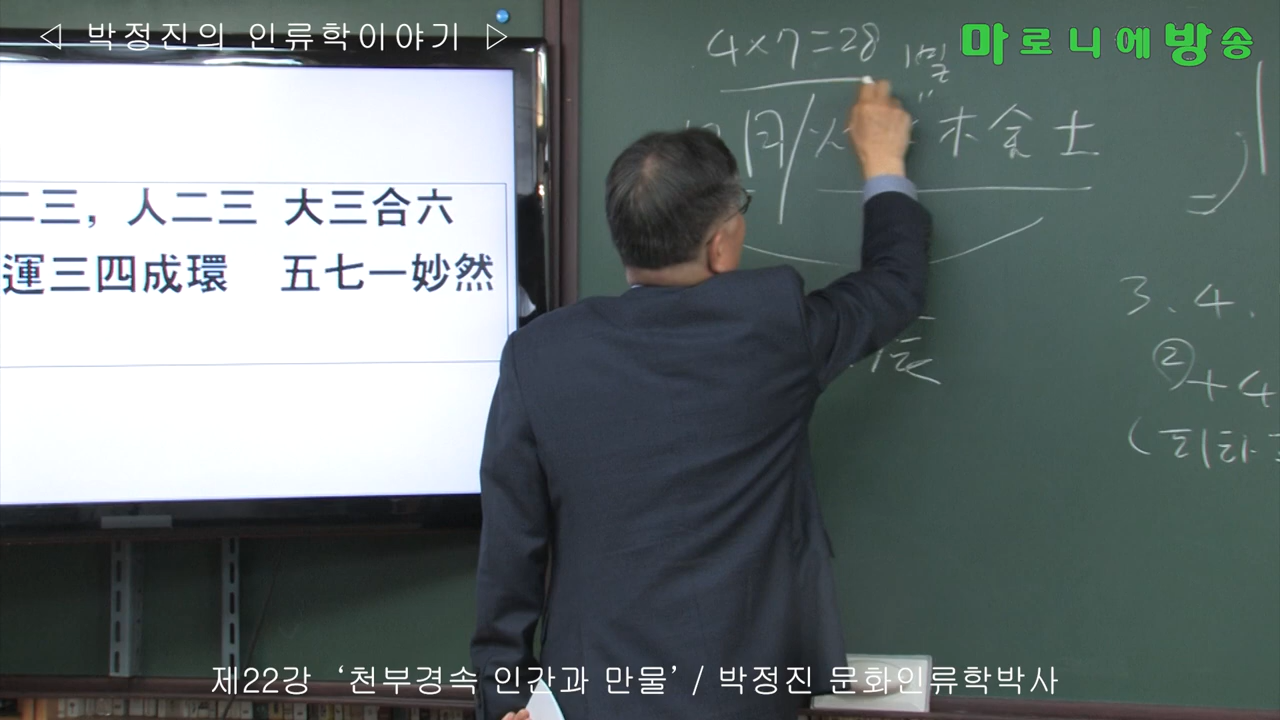 ◁ 박정진의 인류학이야기 ▷
마로니에방송
二三, 人二三 大三合六
運三四成環 五七一妙然
4×7=28
月/火 木金土
3. 4.
② + 4
(피타
제22강 ‘천부경속 인간과 만물’ / 박정진 문화인류학박사